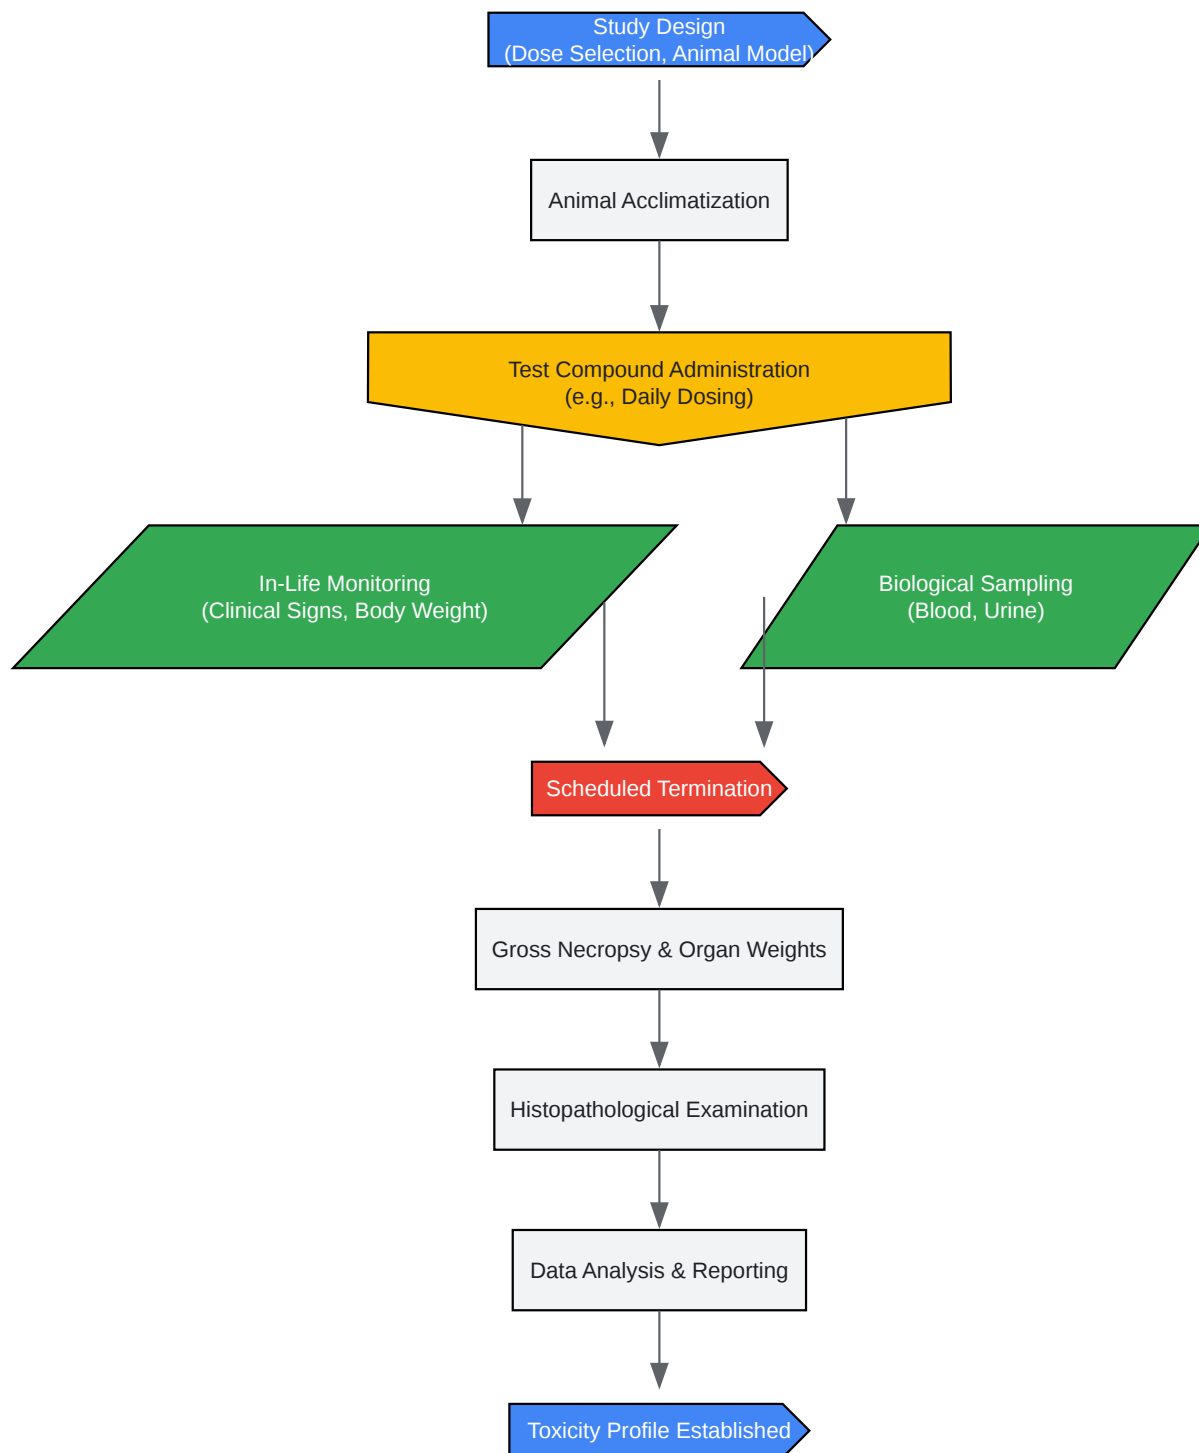 Study Design
(Dose Selection, Animal Model)
Animal Acclimatization
Test Compound Administration
(e.g., Daily Dosing)
In-Life Monitoring
(Clinical Signs, Body Weight)
Biological Sampling
(Blood, Urine)
Scheduled Termination
Gross Necropsy & Organ Weights
Histopathological Examination
Data Analysis & Reporting
Toxicity Profile Established